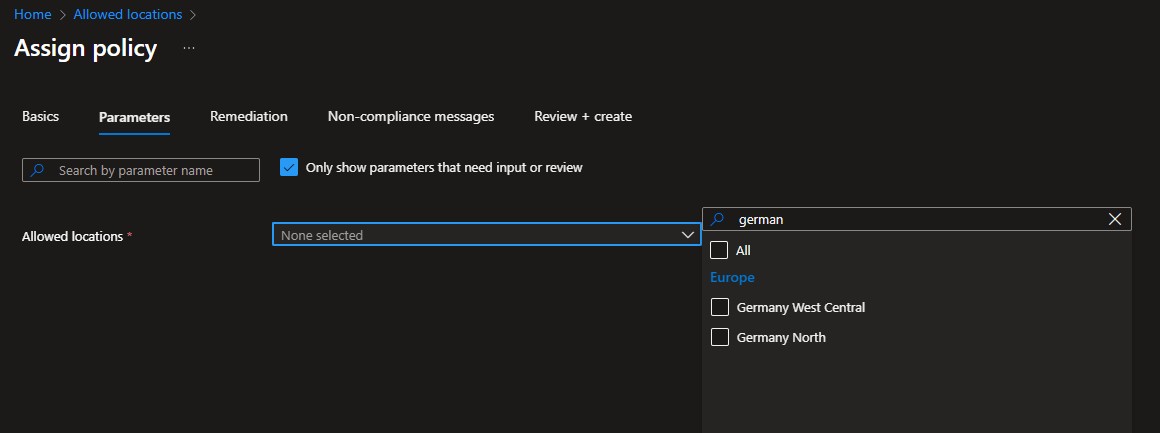 Home > Allowed locations >
Assign policy ...
Basics Parameters Remediation Non-compliance messages Review + create
Search by parameter name Only show parameters that need input or review
Allowed locations * None selected
german
All
Europe
Germany West Central
Germany North